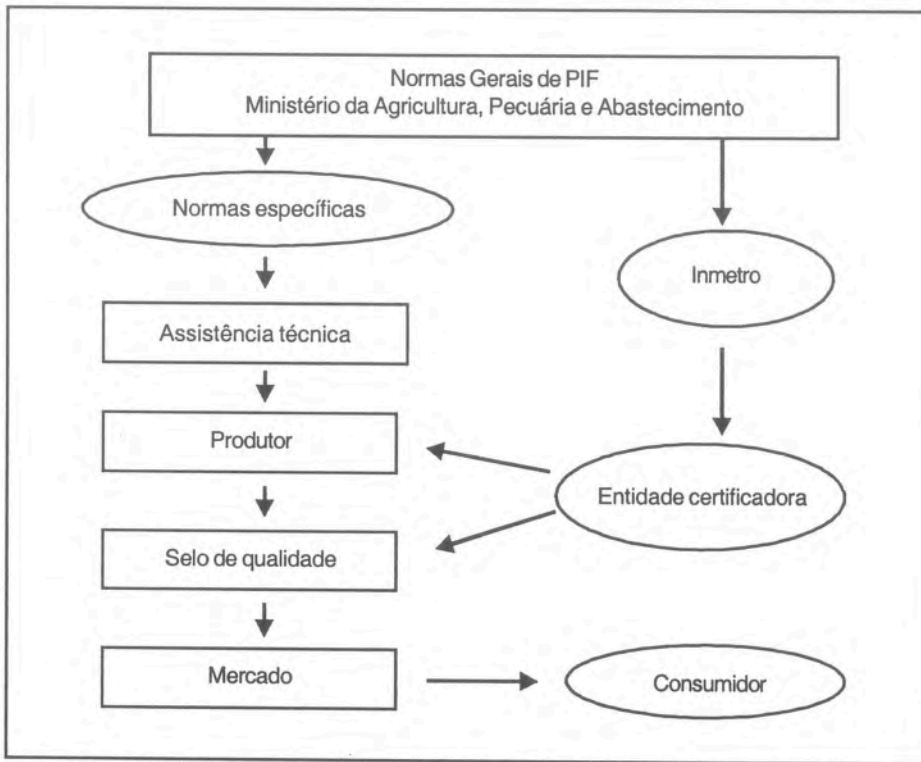 Normas Gerais de PIF
Ministério da Agricultura, Pecuária e Abastecimento
Normas específicas
Inmetro
Assistência técnica
Produtor
Entidade certificadora
Selo de qualidade
Mercado
Consumidor